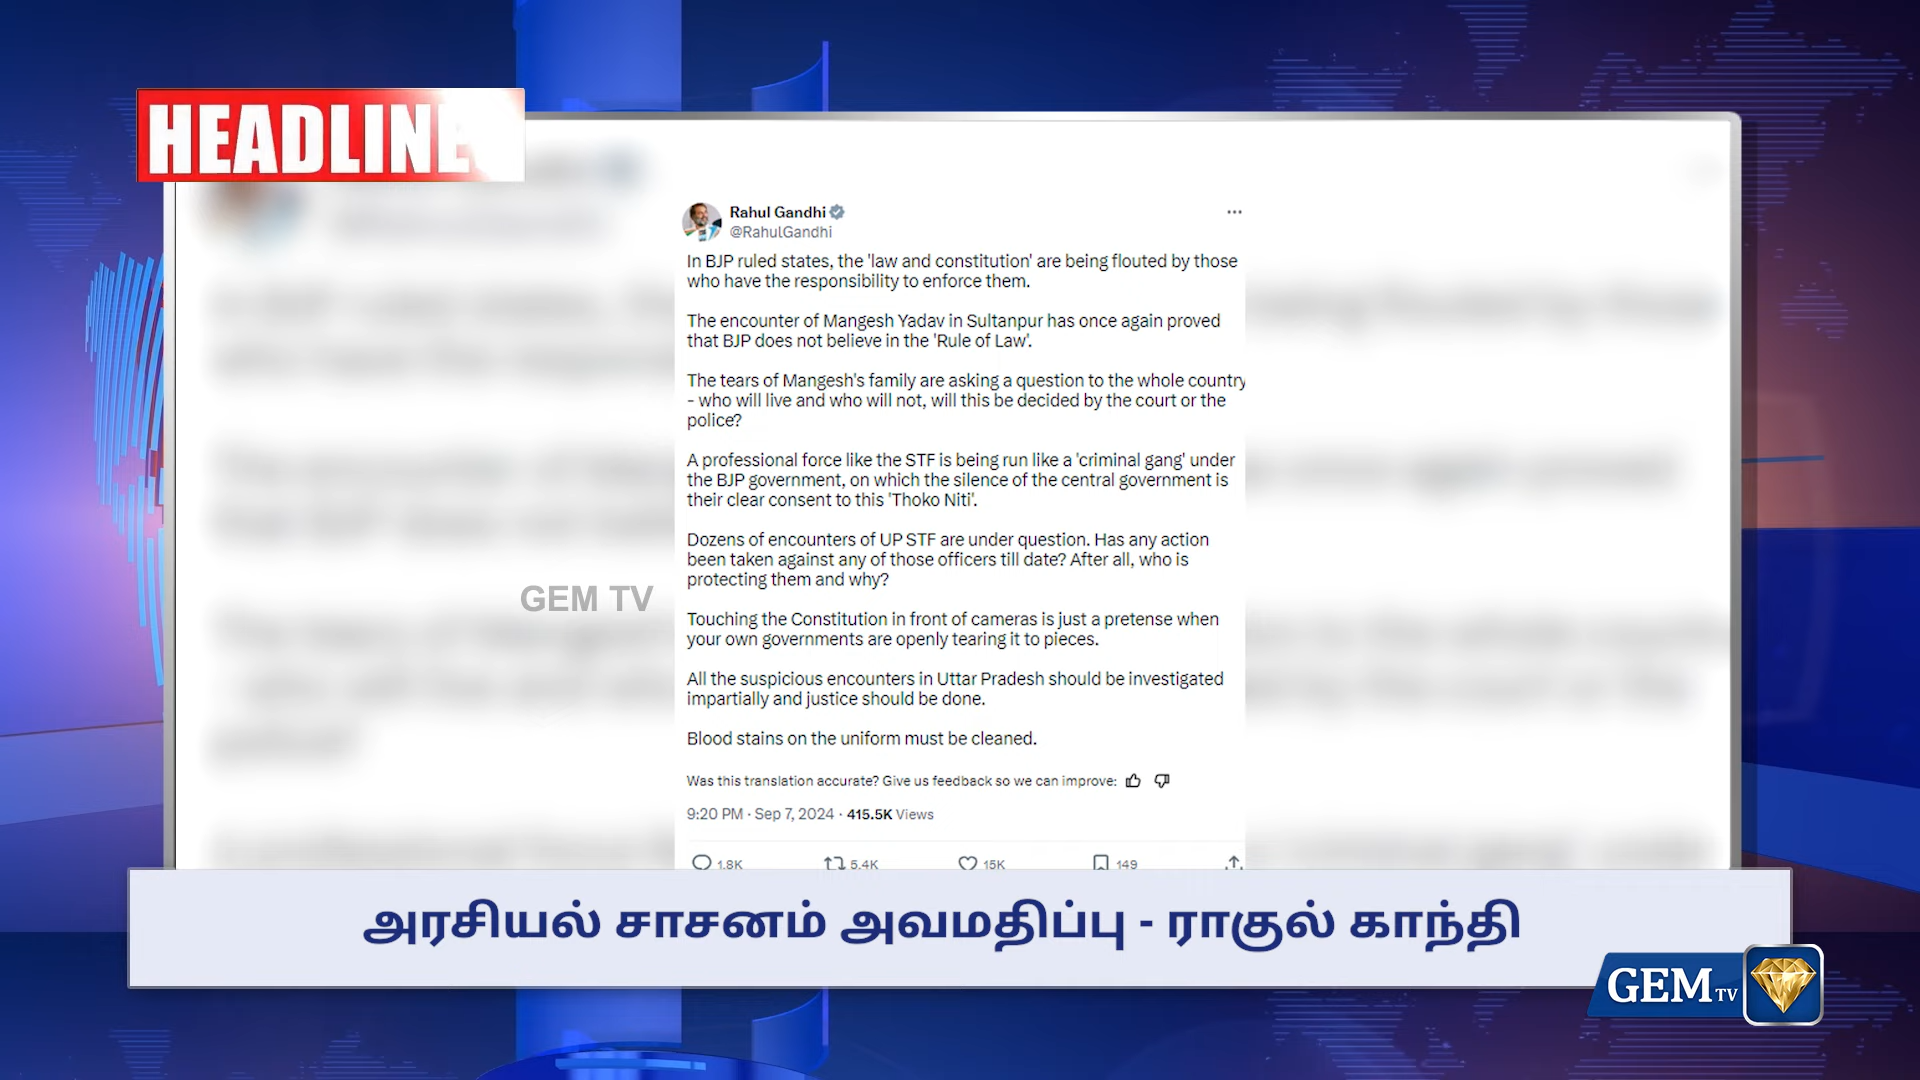 HEADLINE
Rahul Gandhi
@RahulGandhi
In BJP ruled states, the 'law and constitution' are being flouted by those
who have the responsibility to enforce them.
The encounter of Mangesh Yadav in Sultanpur has once again proved
that BJP does not believe in the 'Rule of Law'.
The tears of Mangesh's family are asking a question to the whole country
- who will live and who will not, will this be decided by the court or the
police?
A professional force like the STF is being run like a 'criminal gang' under
the BJP government, on which the silence of the central government is
their clear consent to this 'Thoko Niti'.
Dozens of encounters of UP STF are under question. Has any action
been taken against any of those officers till date? After all, who is
protecting them and why?
GEM TV
Touching the Constitution in front of cameras is just a pretense when
your own governments are openly tearing it to pieces.
All the suspicious encounters in Uttar Pradesh should be investigated
impartially and justice should be done.
Blood stains on the uniform must be cleaned.
Was this translation accurate? Give us feedback so we can improve:
9:20 PM · Sep 7, 2024 · 415.5K Views
1.8K 5.4K 15K 149
அரசியல் சாசனம் அவமதிப்பு - ராகுல் காந்தி
GEM TV